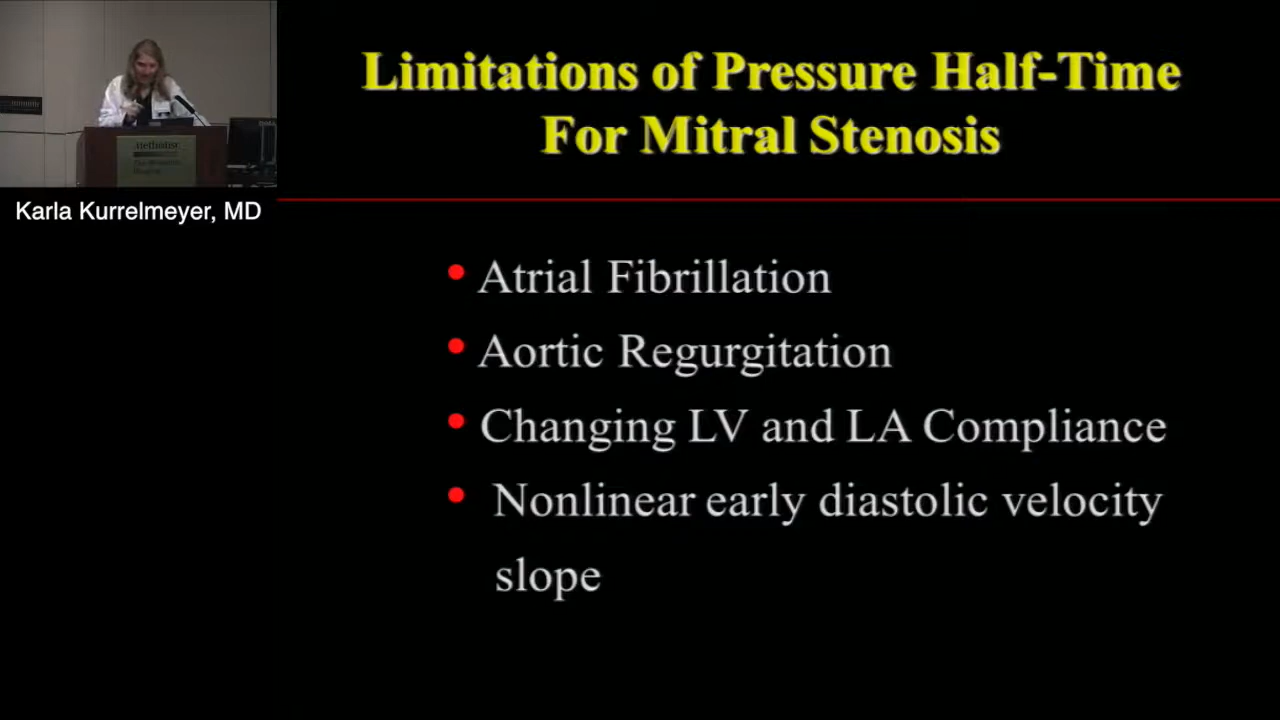 Limitations of Pressure Half-Time
For Mitral Stenosis
Karla Kurrelmeyer, MD
• Atrial Fibrillation
• Aortic Regurgitation
• Changing LV and LA Compliance
• Nonlinear early diastolic velocity
slope